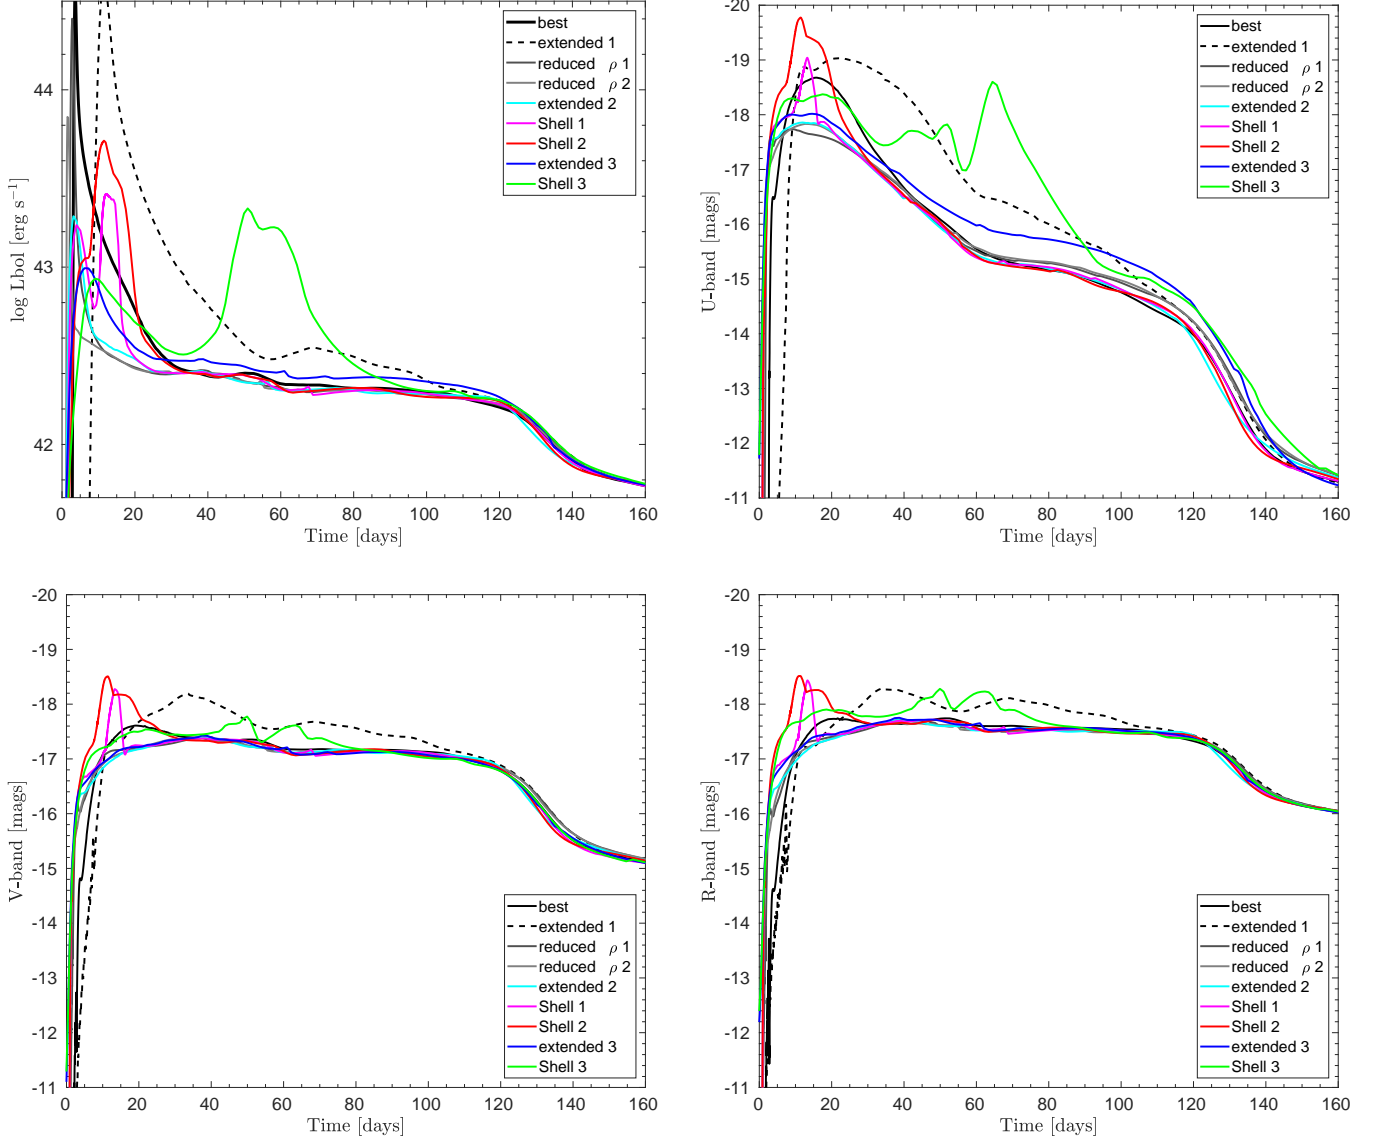 log Lbol [erg s⁻¹]
44
43
42
0 20 40 60 80 100 120 140 160
Time [days]
best
extended 1
reduced ρ 1
reduced ρ 2
extended 2
Shell 1
Shell 2
extended 3
Shell 3
U-band [mags]
-20
-19
-18
-17
-16
-15
-14
-13
-12
-11
0 20 40 60 80 100 120 140 160
Time [days]
best
extended 1
reduced ρ 1
reduced ρ 2
extended 2
Shell 1
Shell 2
extended 3
Shell 3
V-band [mags]
-20
-19
-18
-17
-16
-15
-14
-13
-12
-11
0 20 40 60 80 100 120 140 160
Time [days]
best
extended 1
reduced ρ 1
reduced ρ 2
extended 2
Shell 1
Shell 2
extended 3
Shell 3
R-band [mags]
-20
-19
-18
-17
-16
-15
-14
-13
-12
-11
0 20 40 60 80 100 120 140 160
Time [days]
best
extended 1
reduced ρ 1
reduced ρ 2
extended 2
Shell 1
Shell 2
extended 3
Shell 3